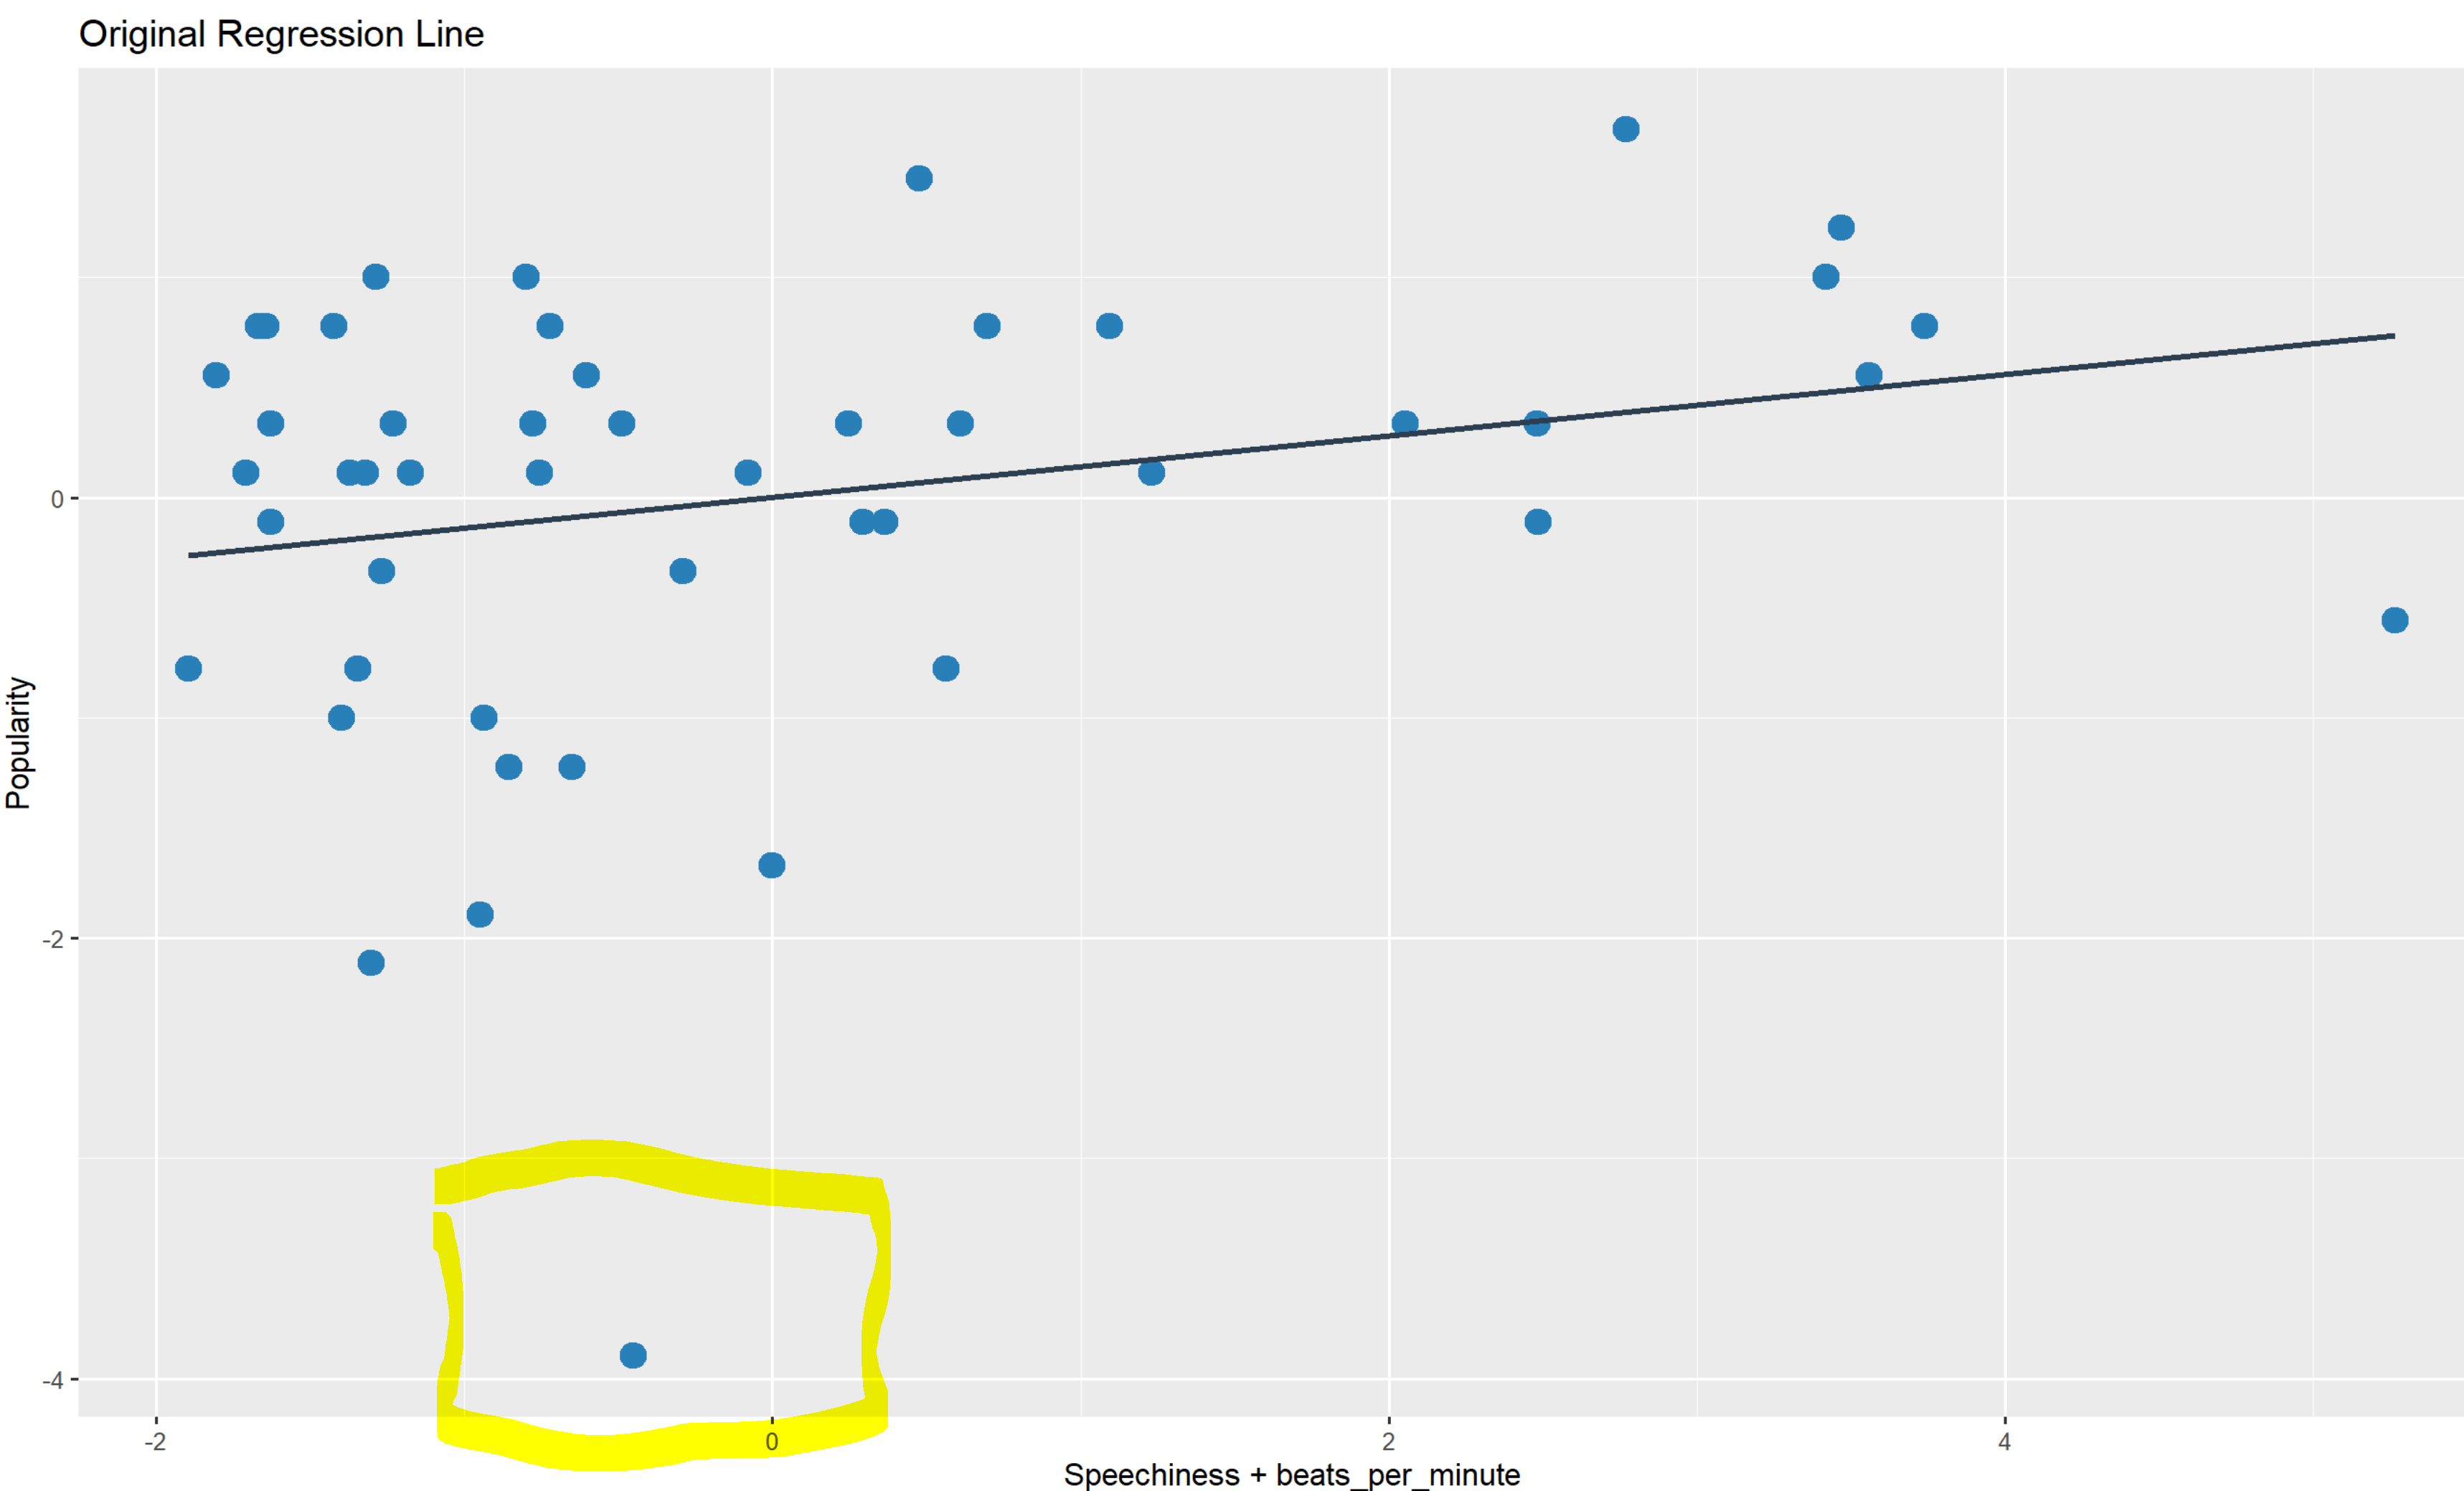 Original Regression Line
Popularity
0
-2
-4
-2 0 2 4
Speechiness + beats_per_minute